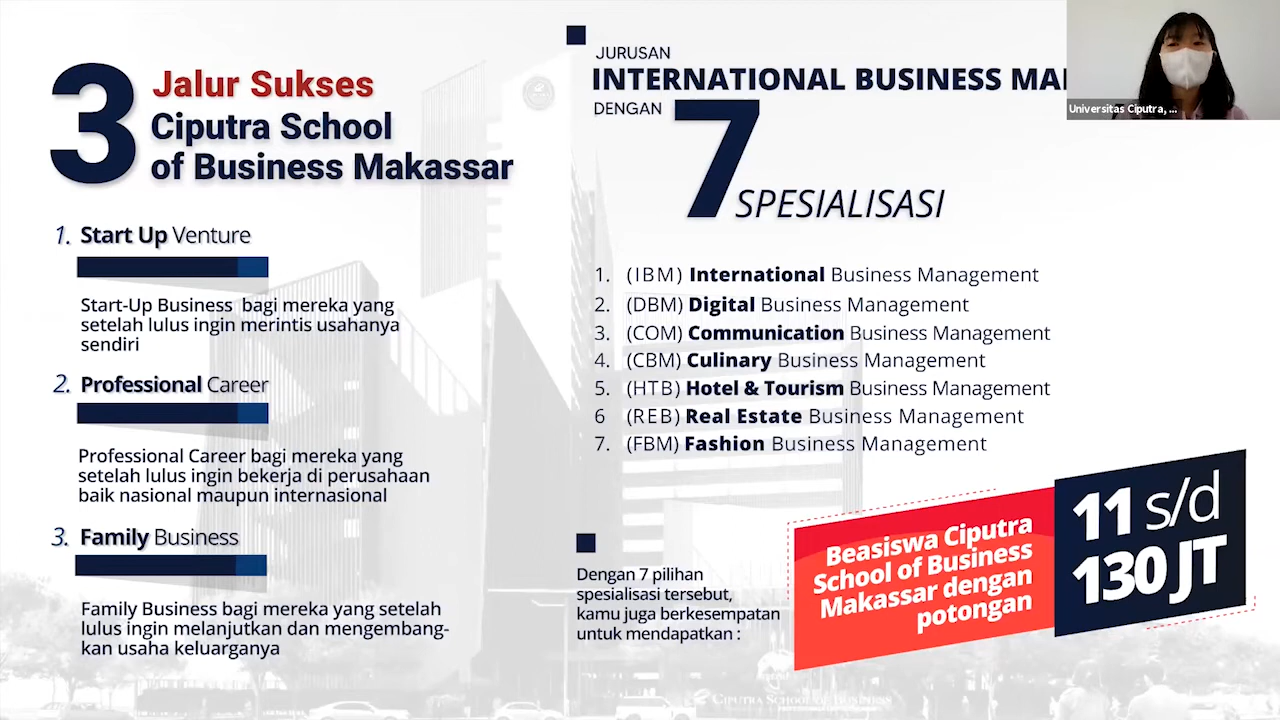 3
Jalur Sukses
Ciputra School
of Business Makassar
1. Start Up Venture
Start-Up Business bagi mereka yang
setelah lulus ingin merintis usahanya
sendiri
2. Professional Career
Professional Career bagi mereka yang
setelah lulus ingin bekerja di perusahaan
baik nasional maupun internasional
3. Family Business
Family Business bagi mereka yang setelah
lulus ingin melanjutkan dan mengembang-
kan usaha keluarganya
JURUSAN
INTERNATIONAL BUSINESS MA
DENGAN
7
SPESIALISASI
1. (IBM) International Business Management
2. (DBM) Digital Business Management
3. (COM) Communication Business Management
4. (CBM) Culinary Business Management
5. (HTB) Hotel & Tourism Business Management
6 (REB) Real Estate Business Management
7. (FBM) Fashion Business Management
Dengan 7 pilihan
spesialisasi tersebut,
kamu juga berkesempatan
untuk mendapatkan :
Beasiswa Ciputra
School of Business
Makassar dengan
potongan
11 s/d
130 JT
CIPUTRA SCHOOL OF BUSINESS
Universitas Ciputra, ...